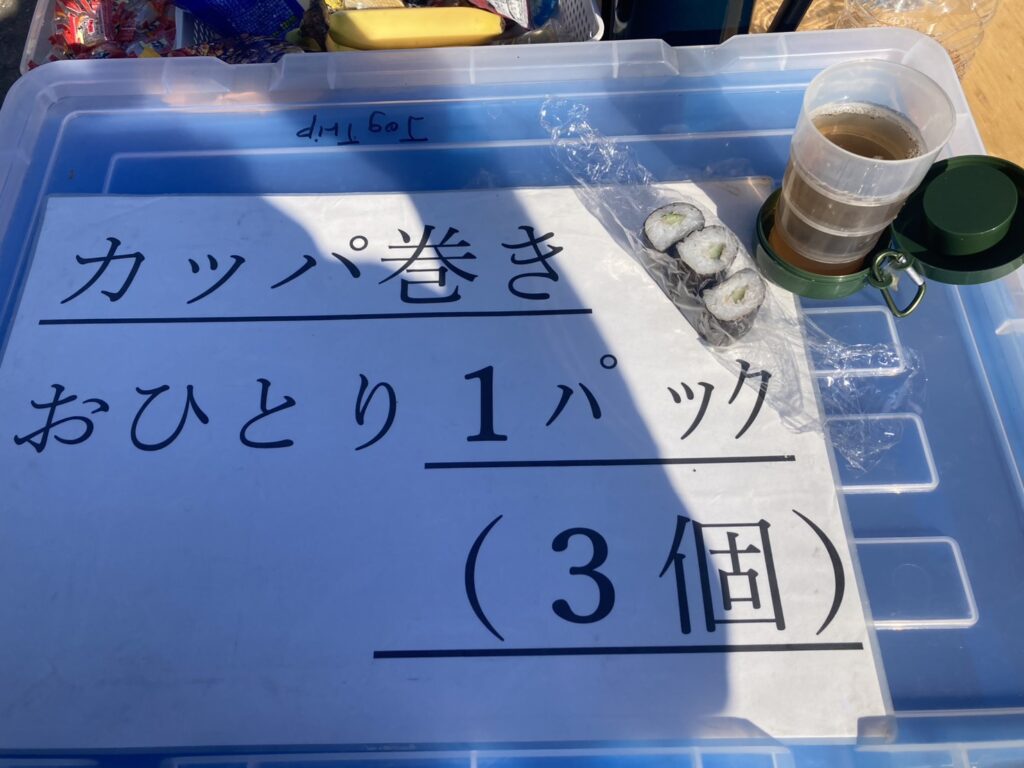 Jog Trip
カッパ巻き
おひとり1パック
(3個)